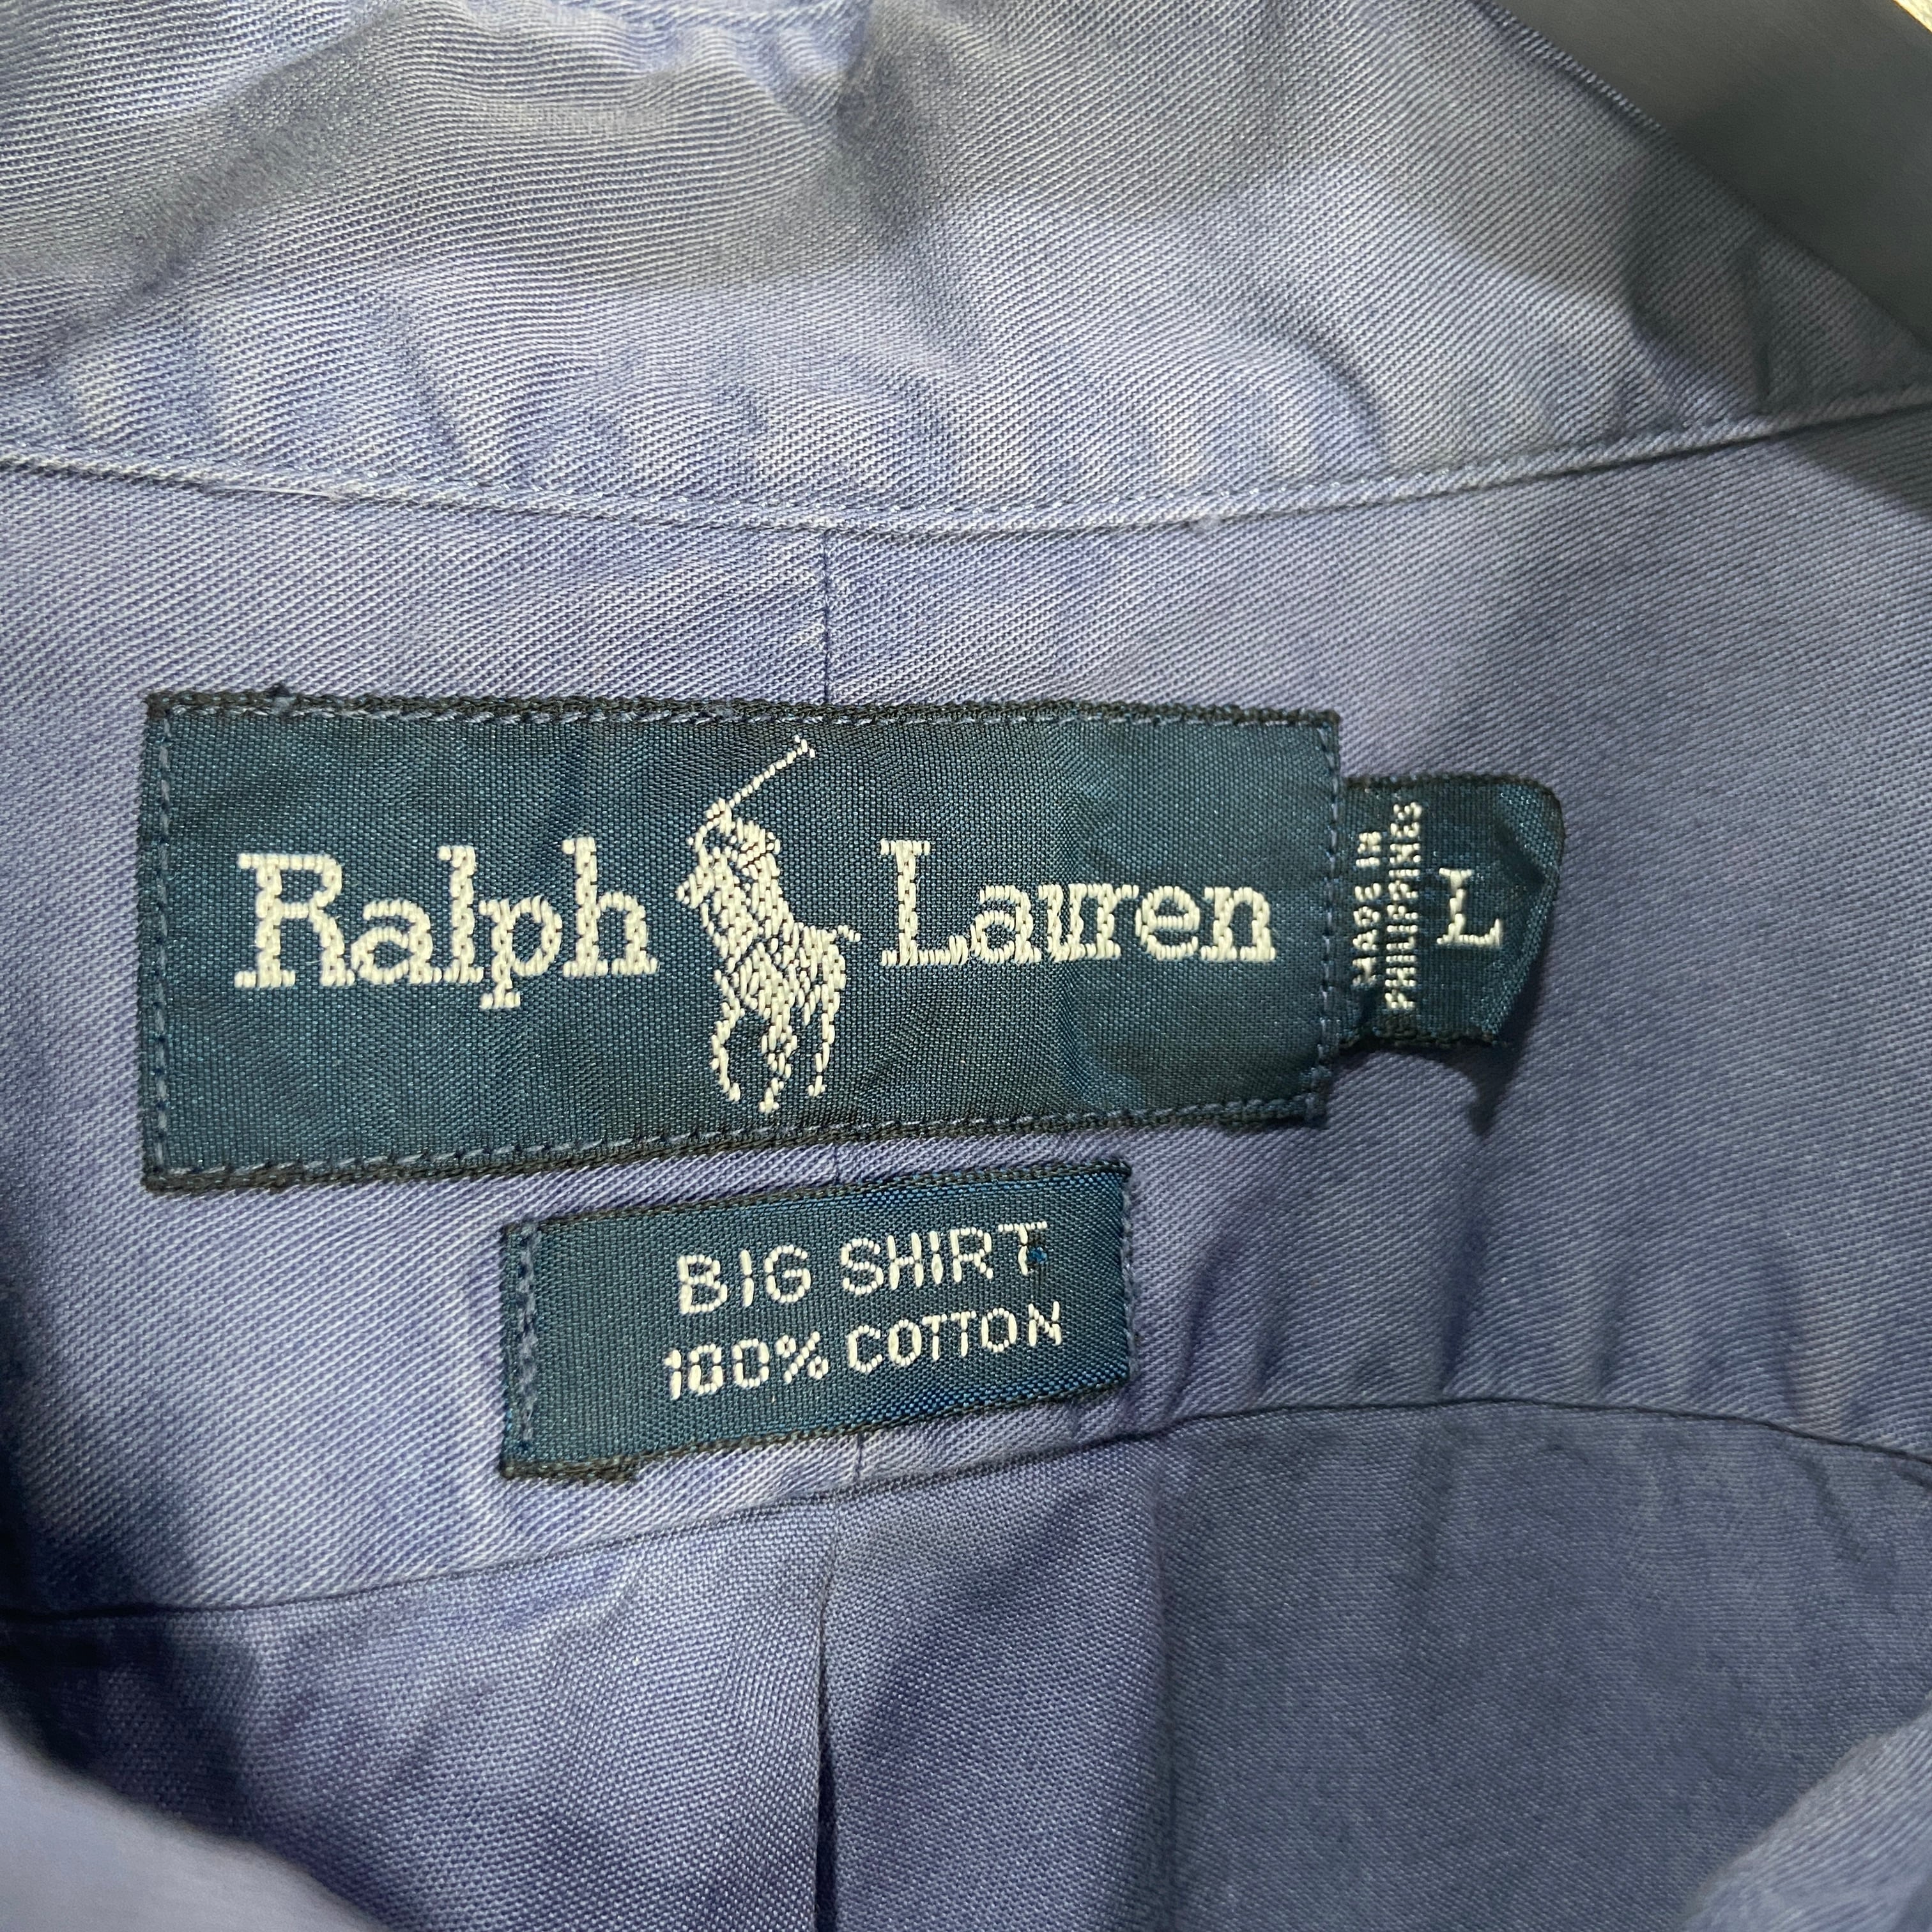 Ralph Lauren
MADE IN
PHILIPPINES
L
BIG SHIRT
100% COTTON